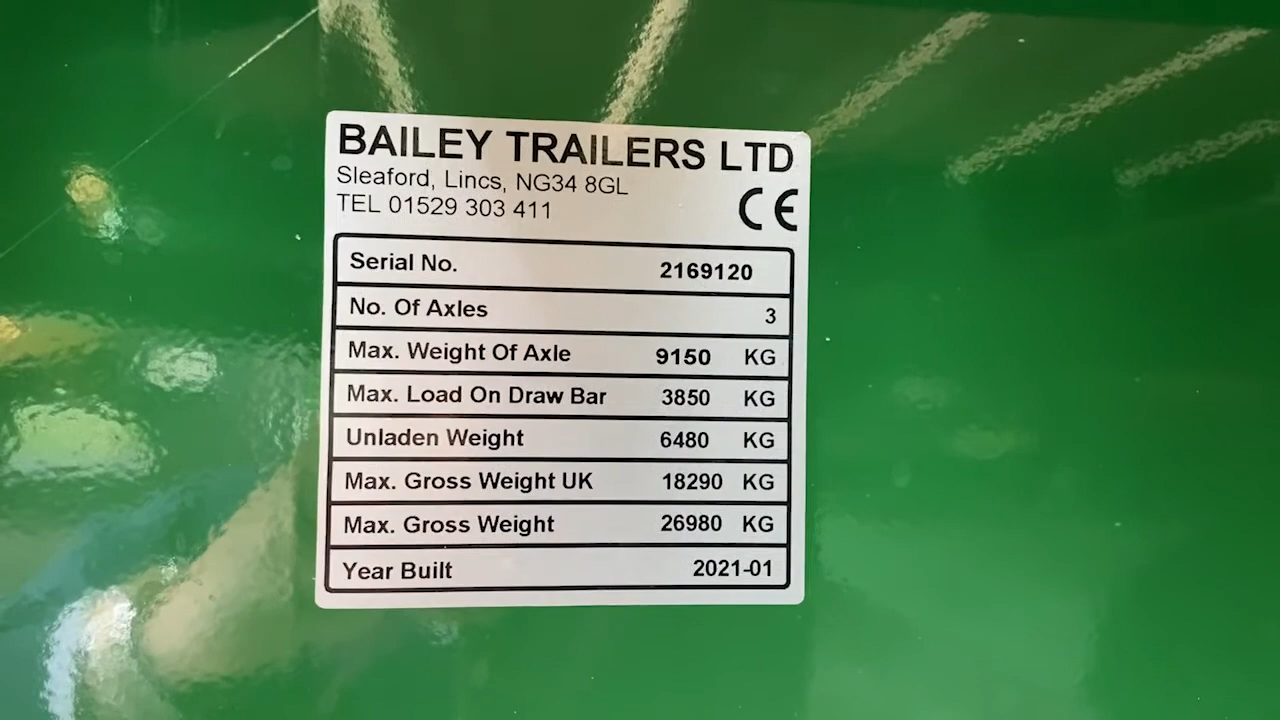 BAILEY TRAILERS LTD
Sleaford, Lincs, NG34 8GL
TEL 01529 303 411
CE
Serial No. 2169120
No. Of Axles 3
Max. Weight Of Axle 9150 KG
Max. Load On Draw Bar 3850 KG
Unladen Weight 6480 KG
Max. Gross Weight UK 18290 KG
Max. Gross Weight 26980 KG
Year Built 2021-01